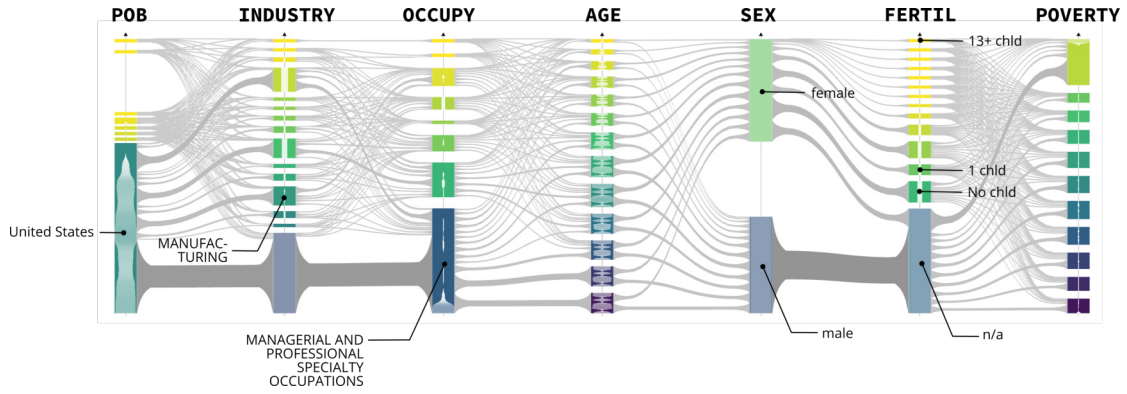 POB INDUSTRY OCCUPY AGE SEX FERTIL POVERTY
13+ chld
female
1 chld
No chld
United States
MANUFAC-
TURING
MANAGERIAL AND
PROFESSIONAL
SPECIALTY
OCCUPATIONS
male
n/a